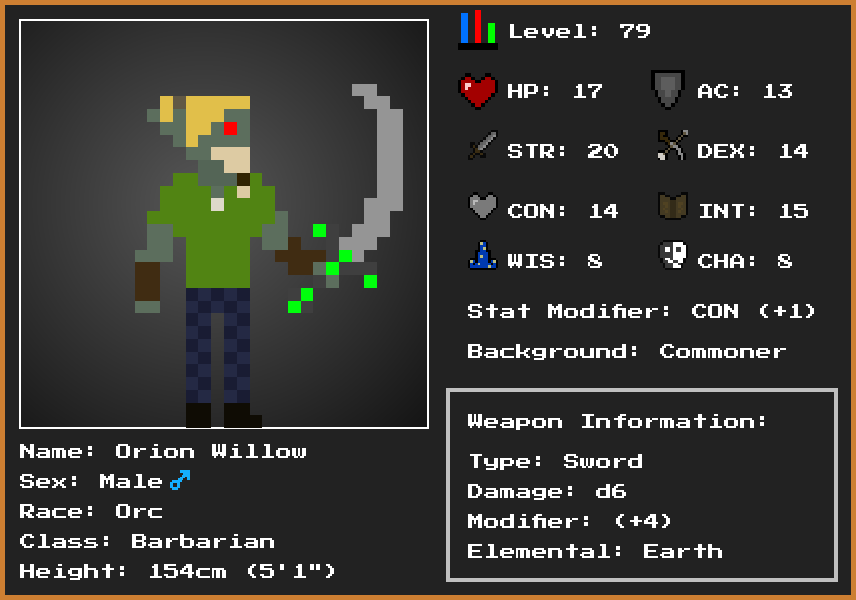 Level: 79
HP: 17
AC: 13
STR: 20
DEX: 14
CON: 14
INT: 15
WIS: 8
CHA: 8
Stat Modifier: CON (+1)
Background: Commoner
Weapon Information:
Type: Sword
Damage: d6
Modifier: (+4)
Elemental: Earth
Name: Orion Willow
Sex: Male ♂
Race: Orc
Class: Barbarian
Height: 154cm (5'1")